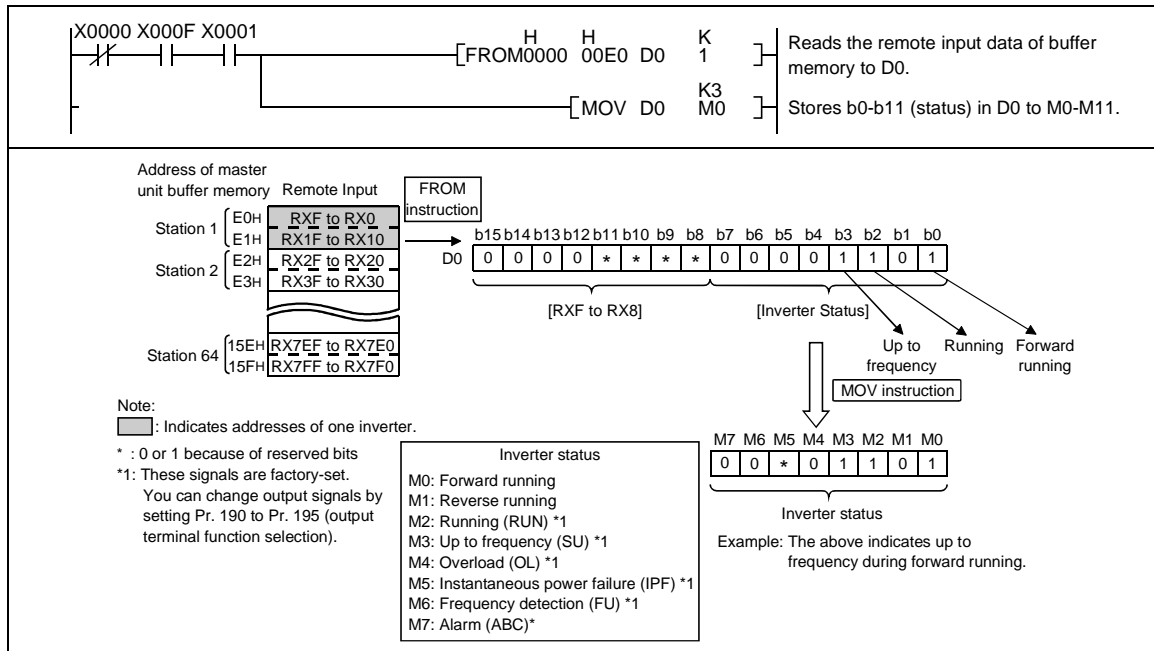 X0000 X000F X0001
H H K
FROM0000 00E0 D0 1
Reads the remote input data of buffer
memory to D0.
K3
MOV D0 M0
Stores b0-b11 (status) in D0 to M0-M11.
Address of master
unit buffer memory
Remote Input
FROM
instruction
Station 1
E0H RXF to RX0
E1H RX1F to RX10
Station 2
E2H RX2F to RX20
E3H RX3F to RX30
Station 64
15EH RX7EF to RX7E0
15FH RX7FF to RX7F0
b15 b14 b13 b12 b11 b10 b9 b8 b7 b6 b5 b4 b3 b2 b1 b0
D0 0 0 0 0 * * * * 0 0 0 0 1 1 0 1
[RXF to RX8]
[Inverter Status]
Up to
frequency
Running
Forward
running
MOV instruction
Note:
: Indicates addresses of one inverter.
* : 0 or 1 because of reserved bits
*1: These signals are factory-set.
You can change output signals by
setting Pr. 190 to Pr. 195 (output
terminal function selection).
Inverter status
M0: Forward running
M1: Reverse running
M2: Running (RUN) *1
M3: Up to frequency (SU) *1
M4: Overload (OL) *1
M5: Instantaneous power failure (IPF) *1
M6: Frequency detection (FU) *1
M7: Alarm (ABC)*
M7 M6 M5 M4 M3 M2 M1 M0
0 0 * 0 1 1 0 1
Inverter status
Example: The above indicates up to
frequency during forward running.